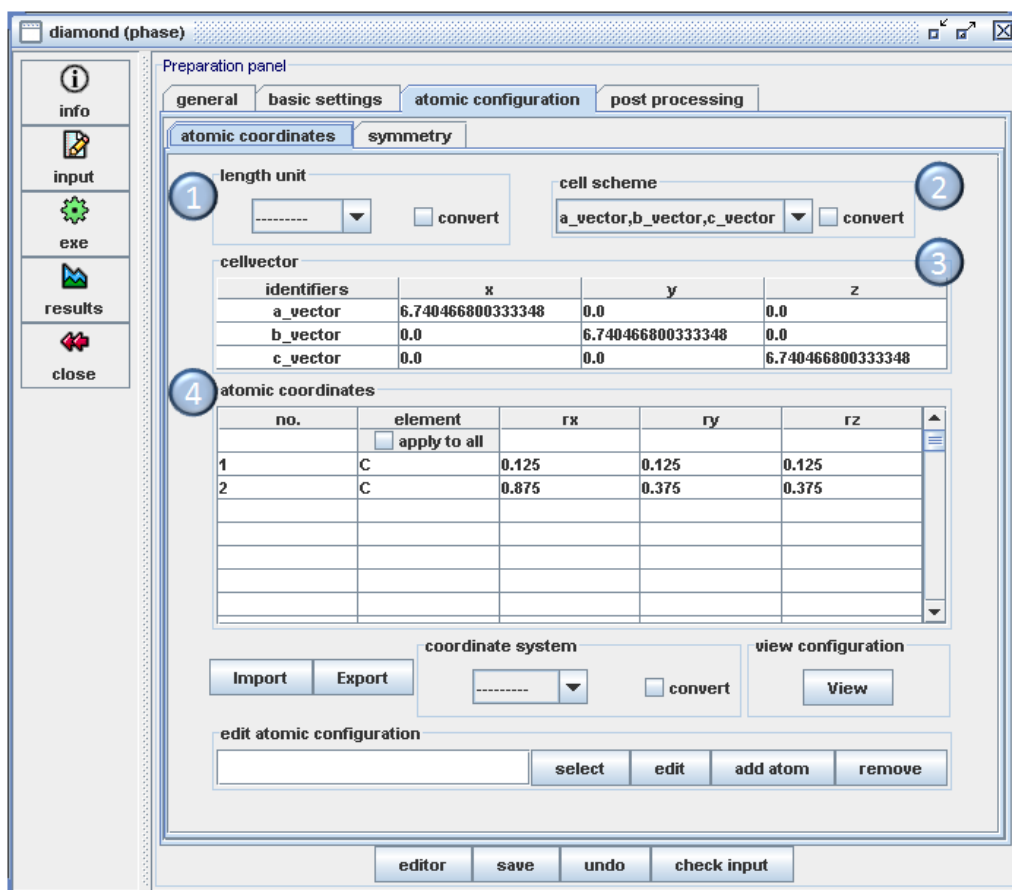 diamond (phase)
info
input
exe
results
close
Preparation panel
general basic settings atomic configuration post processing
atomic coordinates symmetry
1 length unit
--------- convert
cell scheme 2
a_vector,b_vector,c_vector convert
cellvector 3
identifiers x y z
a_vector 6.740466800333348 0.0 0.0
b_vector 0.0 6.740466800333348 0.0
c_vector 0.0 0.0 6.740466800333348
4 atomic coordinates
no. element rx ry rz
apply to all
1 C 0.125 0.125 0.125
2 C 0.875 0.375 0.375
Import Export
coordinate system
--------- convert
view configuration
View
edit atomic configuration
select edit add atom remove
editor save undo check input